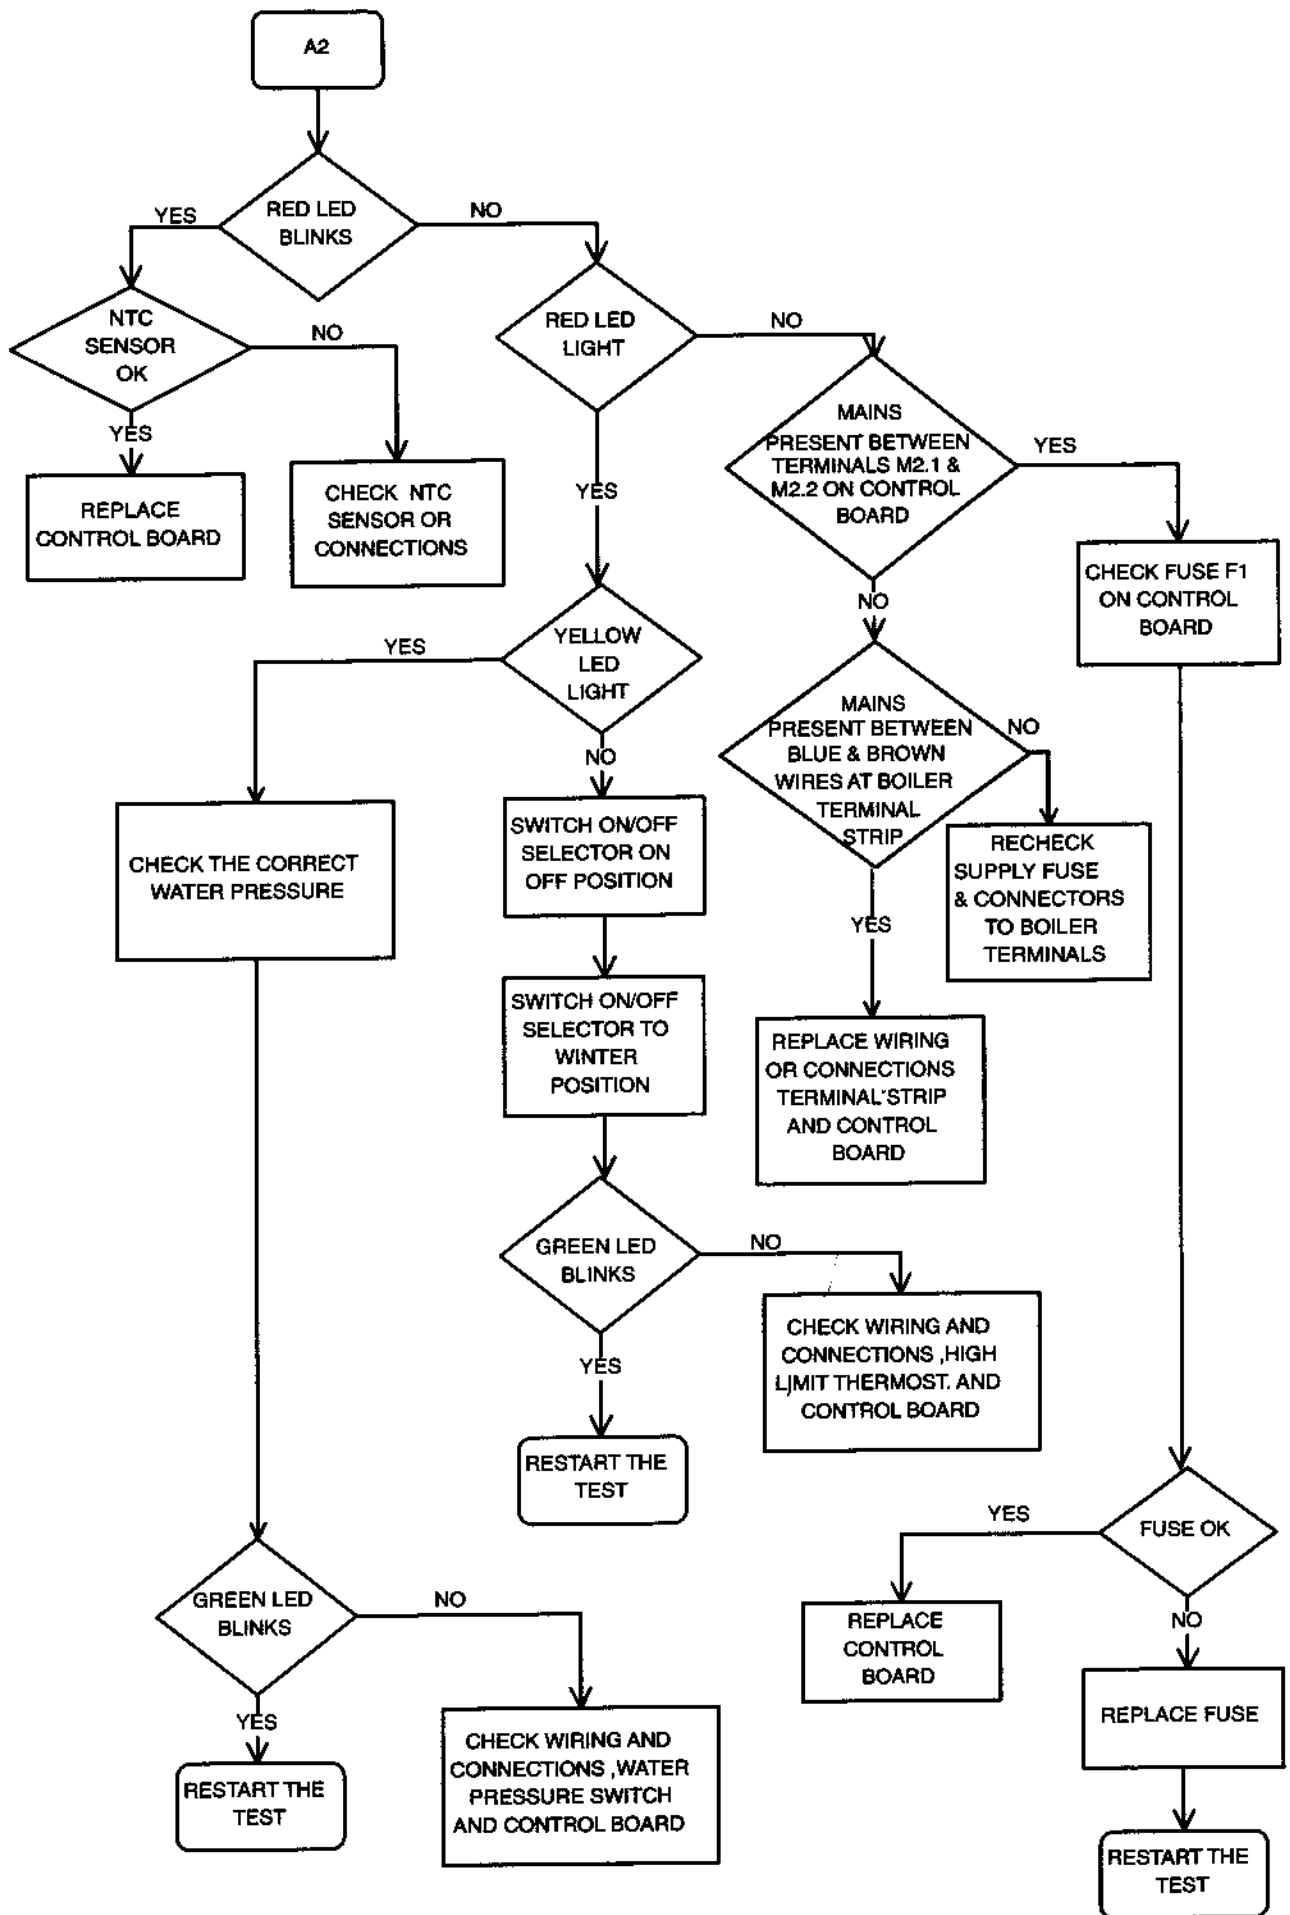 A2
RED LED
BLINKS
YES
NO
NTC
SENSOR
OK
NO
YES
REPLACE
CONTROL BOARD
CHECK NTC
SENSOR OR
CONNECTIONS
RED LED
LIGHT
NO
YES
MAINS
PRESENT BETWEEN
TERMINALS M2.1 &
M2.2 ON CONTROL
BOARD
YES
NO
CHECK FUSE F1
ON CONTROL
BOARD
YELLOW
LED
LIGHT
YES
NO
CHECK THE CORRECT
WATER PRESSURE
SWITCH ON/OFF
SELECTOR ON
OFF POSITION
SWITCH ON/OFF
SELECTOR TO
WINTER
POSITION
MAINS
PRESENT BETWEEN
BLUE & BROWN
WIRES AT BOILER
TERMINAL
STRIP
NO
YES
RECHECK
SUPPLY FUSE
& CONNECTORS
TO BOILER
TERMINALS
REPLACE WIRING
OR CONNECTIONS
TERMINAL STRIP
AND CONTROL
BOARD
GREEN LED
BLINKS
NO
YES
CHECK WIRING AND
CONNECTIONS ,HIGH
LIMIT THERMOST. AND
CONTROL BOARD
RESTART THE
TEST
FUSE OK
YES
NO
REPLACE
CONTROL
BOARD
REPLACE FUSE
RESTART THE
TEST
GREEN LED
BLINKS
NO
YES
RESTART THE
TEST
CHECK WIRING AND
CONNECTIONS ,WATER
PRESSURE SWITCH
AND CONTROL BOARD